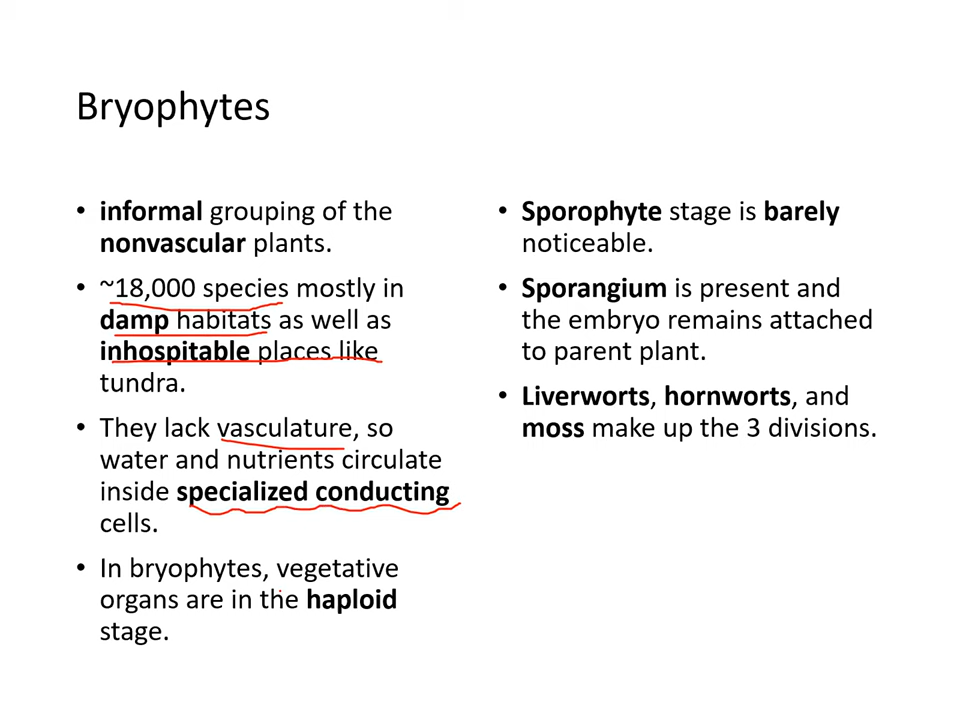 Bryophytes
• informal grouping of the
nonvascular plants.
• ~18,000 species mostly in
damp habitats as well as
inhospitable places like
tundra.
• They lack vasculature, so
water and nutrients circulate
inside specialized conducting
cells.
• In bryophytes, vegetative
organs are in the haploid
stage.
• Sporophyte stage is barely
noticeable.
• Sporangium is present and
the embryo remains attached
to parent plant.
• Liverworts, hornworts, and
moss make up the 3 divisions.